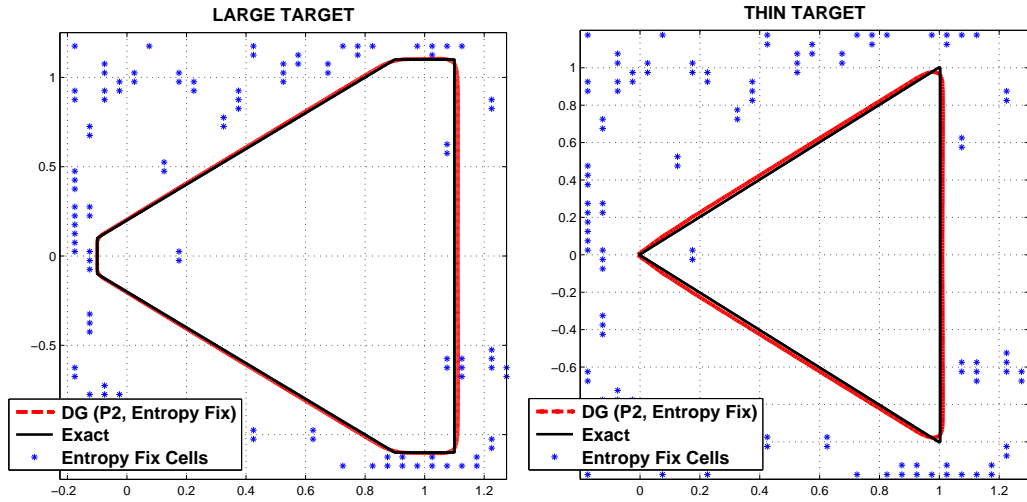 LARGE TARGET
1
0.5
0
−0.5
−0.2 0 0.2 0.4 0.6 0.8 1 1.2
DG (P2, Entropy Fix)
Exact
Entropy Fix Cells
THIN TARGET
1
0.8
0.6
0.4
0.2
0
−0.2
−0.4
−0.6
0 0.2 0.4 0.6 0.8 1 1.2
DG (P2, Entropy Fix)
Exact
Entropy Fix Cells